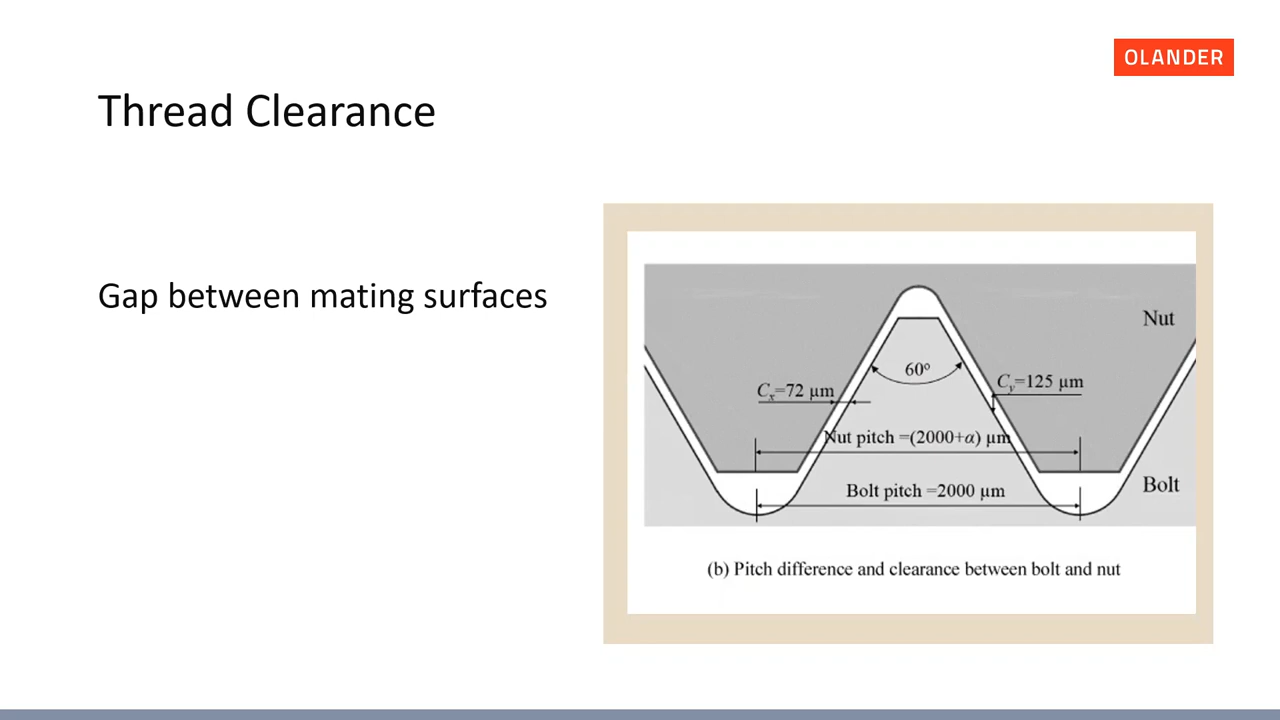 OLANDER
Thread Clearance
Gap between mating surfaces
Nut
60°
Cx=72 μm
Cy=125 μm
Nut pitch =(2000+α) μm
Bolt pitch =2000 μm
Bolt
(b) Pitch difference and clearance between bolt and nut